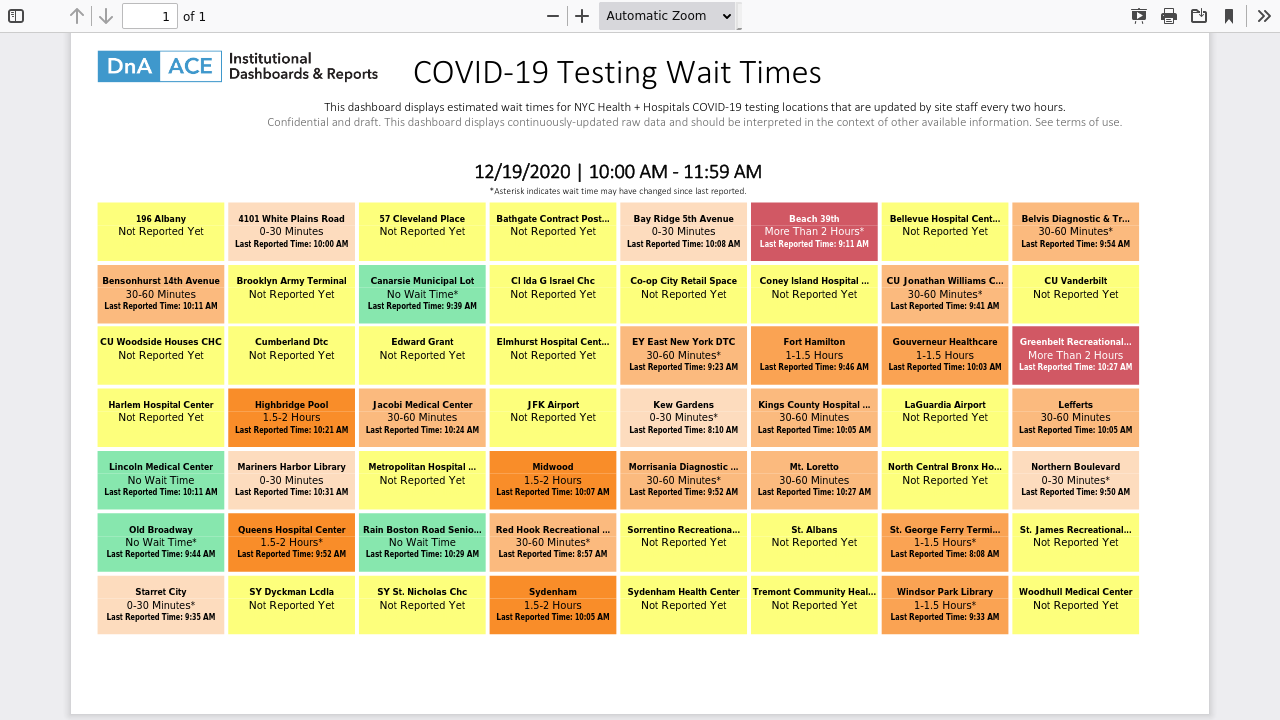 1 of 1
Automatic Zoom
DnA ACE Institutional
Dashboards & Reports
COVID-19 Testing Wait Times
This dashboard displays estimated wait times for NYC Health + Hospitals COVID-19 testing locations that are updated by site staff every two hours.
Confidential and draft. This dashboard displays continuously-updated raw data and should be interpreted in the context of other available information. See terms of use.
12/19/2020 | 10:00 AM - 11:59 AM
*Asterisk indicates wait time may have changed since last reported.
196 Albany
Not Reported Yet
4101 White Plains Road
0-30 Minutes
Last Reported Time: 10:00 AM
57 Cleveland Place
Not Reported Yet
Bathgate Contract Post...
Not Reported Yet
Bay Ridge 5th Avenue
0-30 Minutes
Last Reported Time: 10:08 AM
Beach 39th
More Than 2 Hours*
Last Reported Time: 9:11 AM
Bellevue Hospital Cent...
Not Reported Yet
Belvis Diagnostic & Tr...
30-60 Minutes*
Last Reported Time: 9:54 AM
Bensonhurst 14th Avenue
30-60 Minutes
Last Reported Time: 10:11 AM
Brooklyn Army Terminal
Not Reported Yet
Canarsie Municipal Lot
No Wait Time*
Last Reported Time: 9:39 AM
Cl Ida G Israel Chc
Not Reported Yet
Co-op City Retail Space
Not Reported Yet
Coney Island Hospital ...
Not Reported Yet
CU Jonathan Williams C...
30-60 Minutes*
Last Reported Time: 9:41 AM
CU Vanderbilt
Not Reported Yet
CU Woodside Houses CHC
Not Reported Yet
Cumberland Dtc
Not Reported Yet
Edward Grant
Not Reported Yet
Elmhurst Hospital Cent...
Not Reported Yet
EY East New York DTC
30-60 Minutes*
Last Reported Time: 9:23 AM
Fort Hamilton
1-1.5 Hours
Last Reported Time: 9:46 AM
Gouverneur Healthcare
1-1.5 Hours
Last Reported Time: 10:03 AM
Greenbelt Recreational...
More Than 2 Hours
Last Reported Time: 10:27 AM
Harlem Hospital Center
Not Reported Yet
Highbridge Pool
1.5-2 Hours
Last Reported Time: 10:21 AM
Jacobi Medical Center
30-60 Minutes
Last Reported Time: 10:24 AM
JFK Airport
Not Reported Yet
Kew Gardens
0-30 Minutes*
Last Reported Time: 8:10 AM
Kings County Hospital ...
30-60 Minutes
Last Reported Time: 10:05 AM
LaGuardia Airport
Not Reported Yet
Lefferts
30-60 Minutes
Last Reported Time: 10:05 AM
Lincoln Medical Center
No Wait Time
Last Reported Time: 10:11 AM
Mariners Harbor Library
0-30 Minutes
Last Reported Time: 10:31 AM
Metropolitan Hospital ...
Not Reported Yet
Midwood
1.5-2 Hours
Last Reported Time: 10:07 AM
Morrisania Diagnostic ...
30-60 Minutes*
Last Reported Time: 9:52 AM
Mt. Loretto
30-60 Minutes
Last Reported Time: 10:27 AM
North Central Bronx Ho...
Not Reported Yet
Northern Boulevard
0-30 Minutes*
Last Reported Time: 9:50 AM
Old Broadway
No Wait Time*
Last Reported Time: 9:44 AM
Queens Hospital Center
1.5-2 Hours*
Last Reported Time: 9:52 AM
Rain Boston Road Senio...
No Wait Time
Last Reported Time: 10:29 AM
Red Hook Recreational ...
30-60 Minutes*
Last Reported Time: 8:57 AM
Sorrentino Recreationa...
Not Reported Yet
St. Albans
Not Reported Yet
St. George Ferry Termi...
1-1.5 Hours*
Last Reported Time: 8:08 AM
St. James Recreational...
Not Reported Yet
Starret City
0-30 Minutes*
Last Reported Time: 9:35 AM
SY Dyckman Lcdla
Not Reported Yet
SY St. Nicholas Chc
Not Reported Yet
Sydenham
1.5-2 Hours
Last Reported Time: 10:05 AM
Sydenham Health Center
Not Reported Yet
Tremont Community Heal...
Not Reported Yet
Windsor Park Library
1-1.5 Hours*
Last Reported Time: 9:33 AM
Woodhull Medical Center
Not Reported Yet